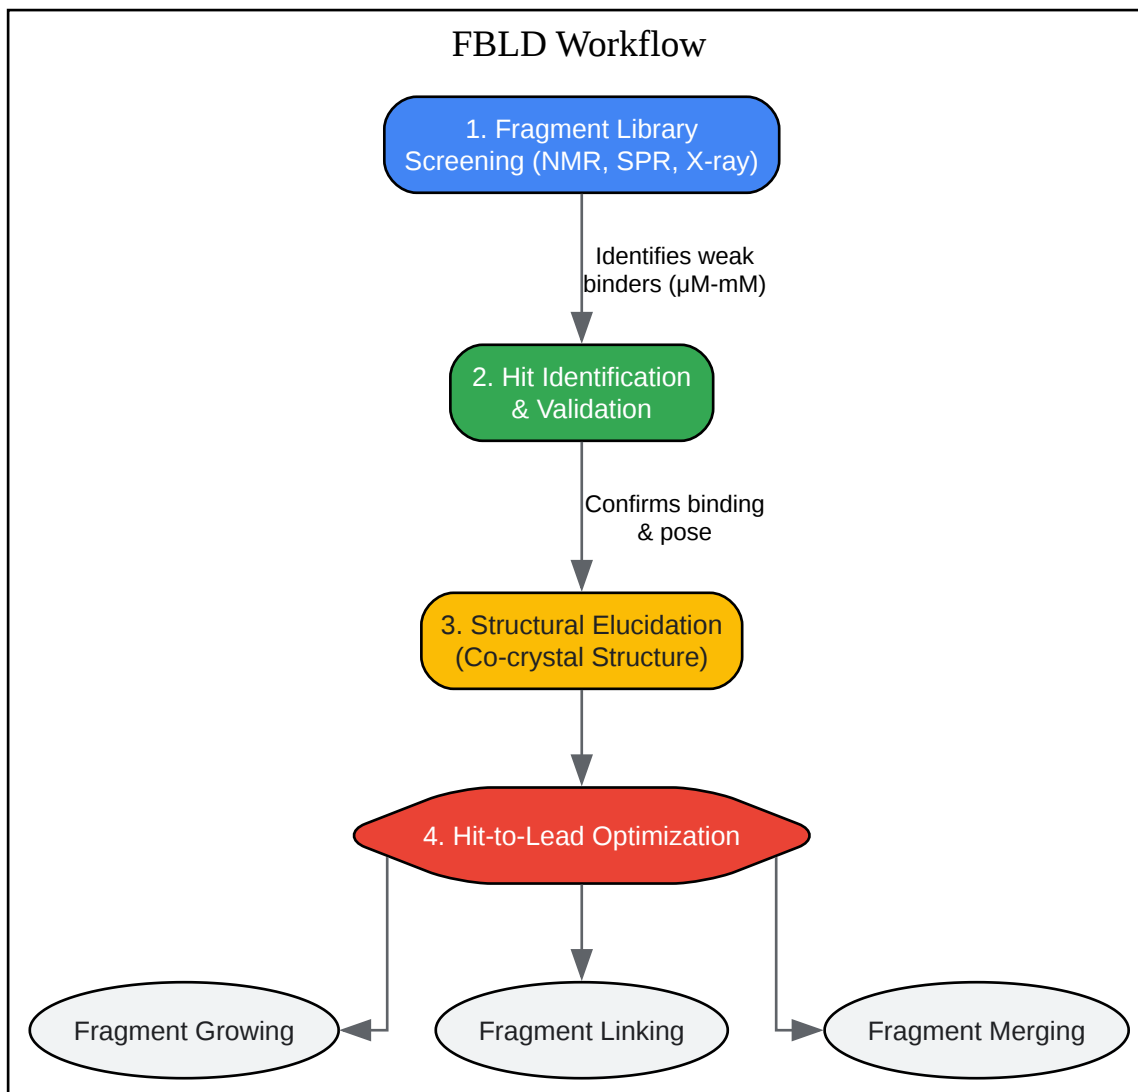 FBLD Workflow
1. Fragment Library
Screening (NMR, SPR, X-ray)
Identifies weak
binders (μM-mM)
2. Hit Identification
& Validation
Confirms binding
& pose
3. Structural Elucidation
(Co-crystal Structure)
4. Hit-to-Lead Optimization
Fragment Growing
Fragment Linking
Fragment Merging